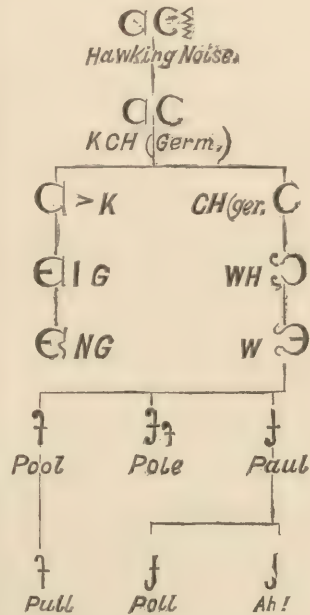 Hawking Noise.
KCH (Germ.)
> K CH (ger.
I G WH
NG W
Pool Pole Paul
Pull Poll Ah!